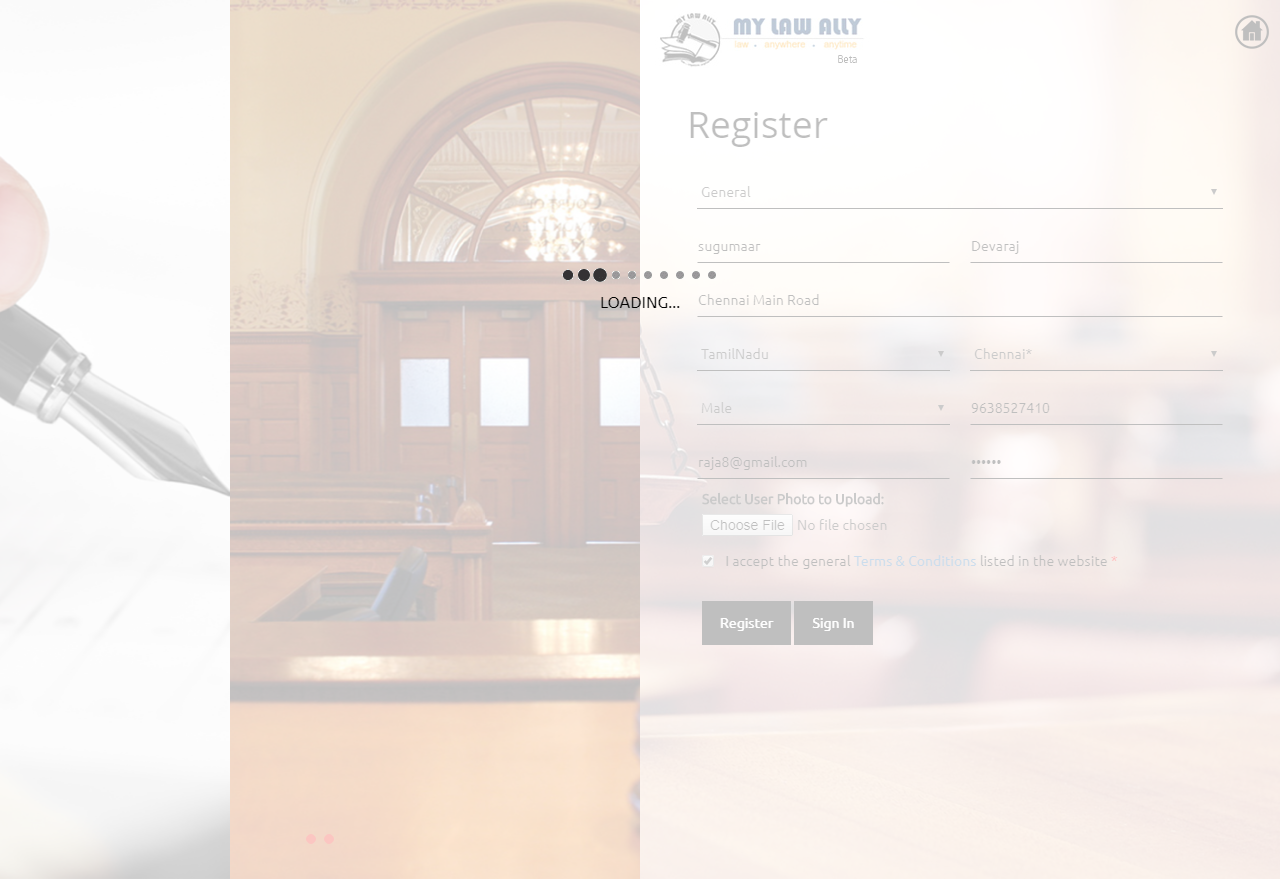 MY LAW ALLY
MY LAW ALLY
law • anywhere • anytime
Beta
Register
General
sugumaar Devaraj
LOADING...
Chennai Main Road
TamilNadu Chennai*
Male 9638527410
raja8@gmail.com ••••••
Select User Photo to Upload:
Choose File No file chosen
I accept the general Terms & Conditions listed in the website *
Register Sign In